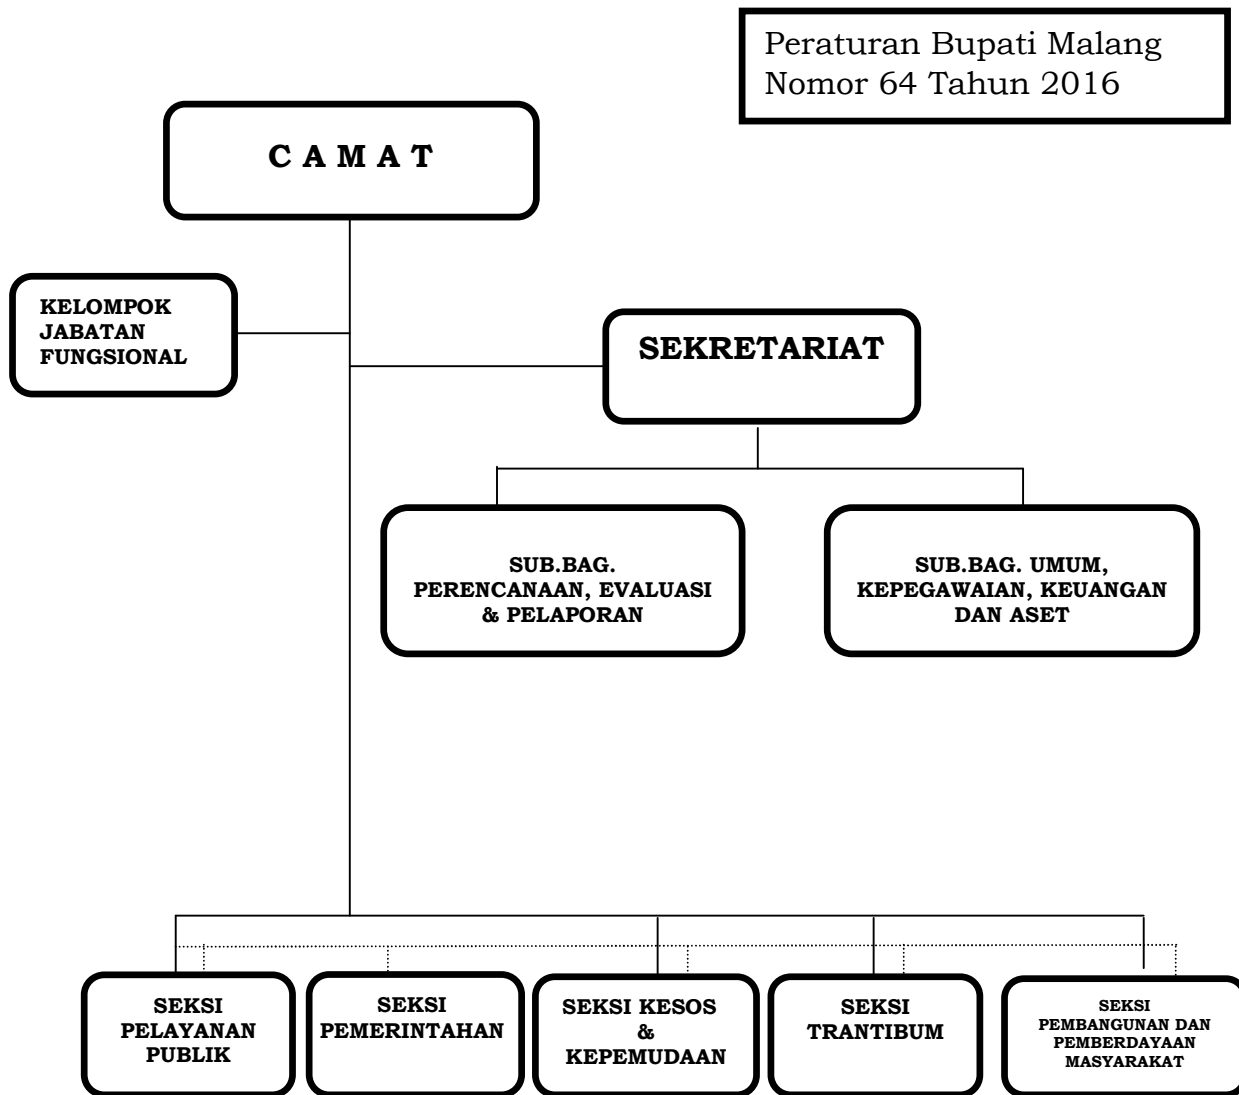 Peraturan Bupati Malang
Nomor 64 Tahun 2016
C A M A T
KELOMPOK
JABATAN
FUNGSIONAL
SEKRETARIAT
SUB.BAG.
PERENCANAAN, EVALUASI
& PELAPORAN
SUB.BAG. UMUM,
KEPEGAWAIAN, KEUANGAN
DAN ASET
SEKSI
PELAYANAN
PUBLIK
SEKSI
PEMERINTAHAN
SEKSI KESOS
&
KEPEMUDAAN
SEKSI
TRANTIBUM
SEKSI
PEMBANGUNAN DAN
PEMBERDAYAAN
MASYARAKAT